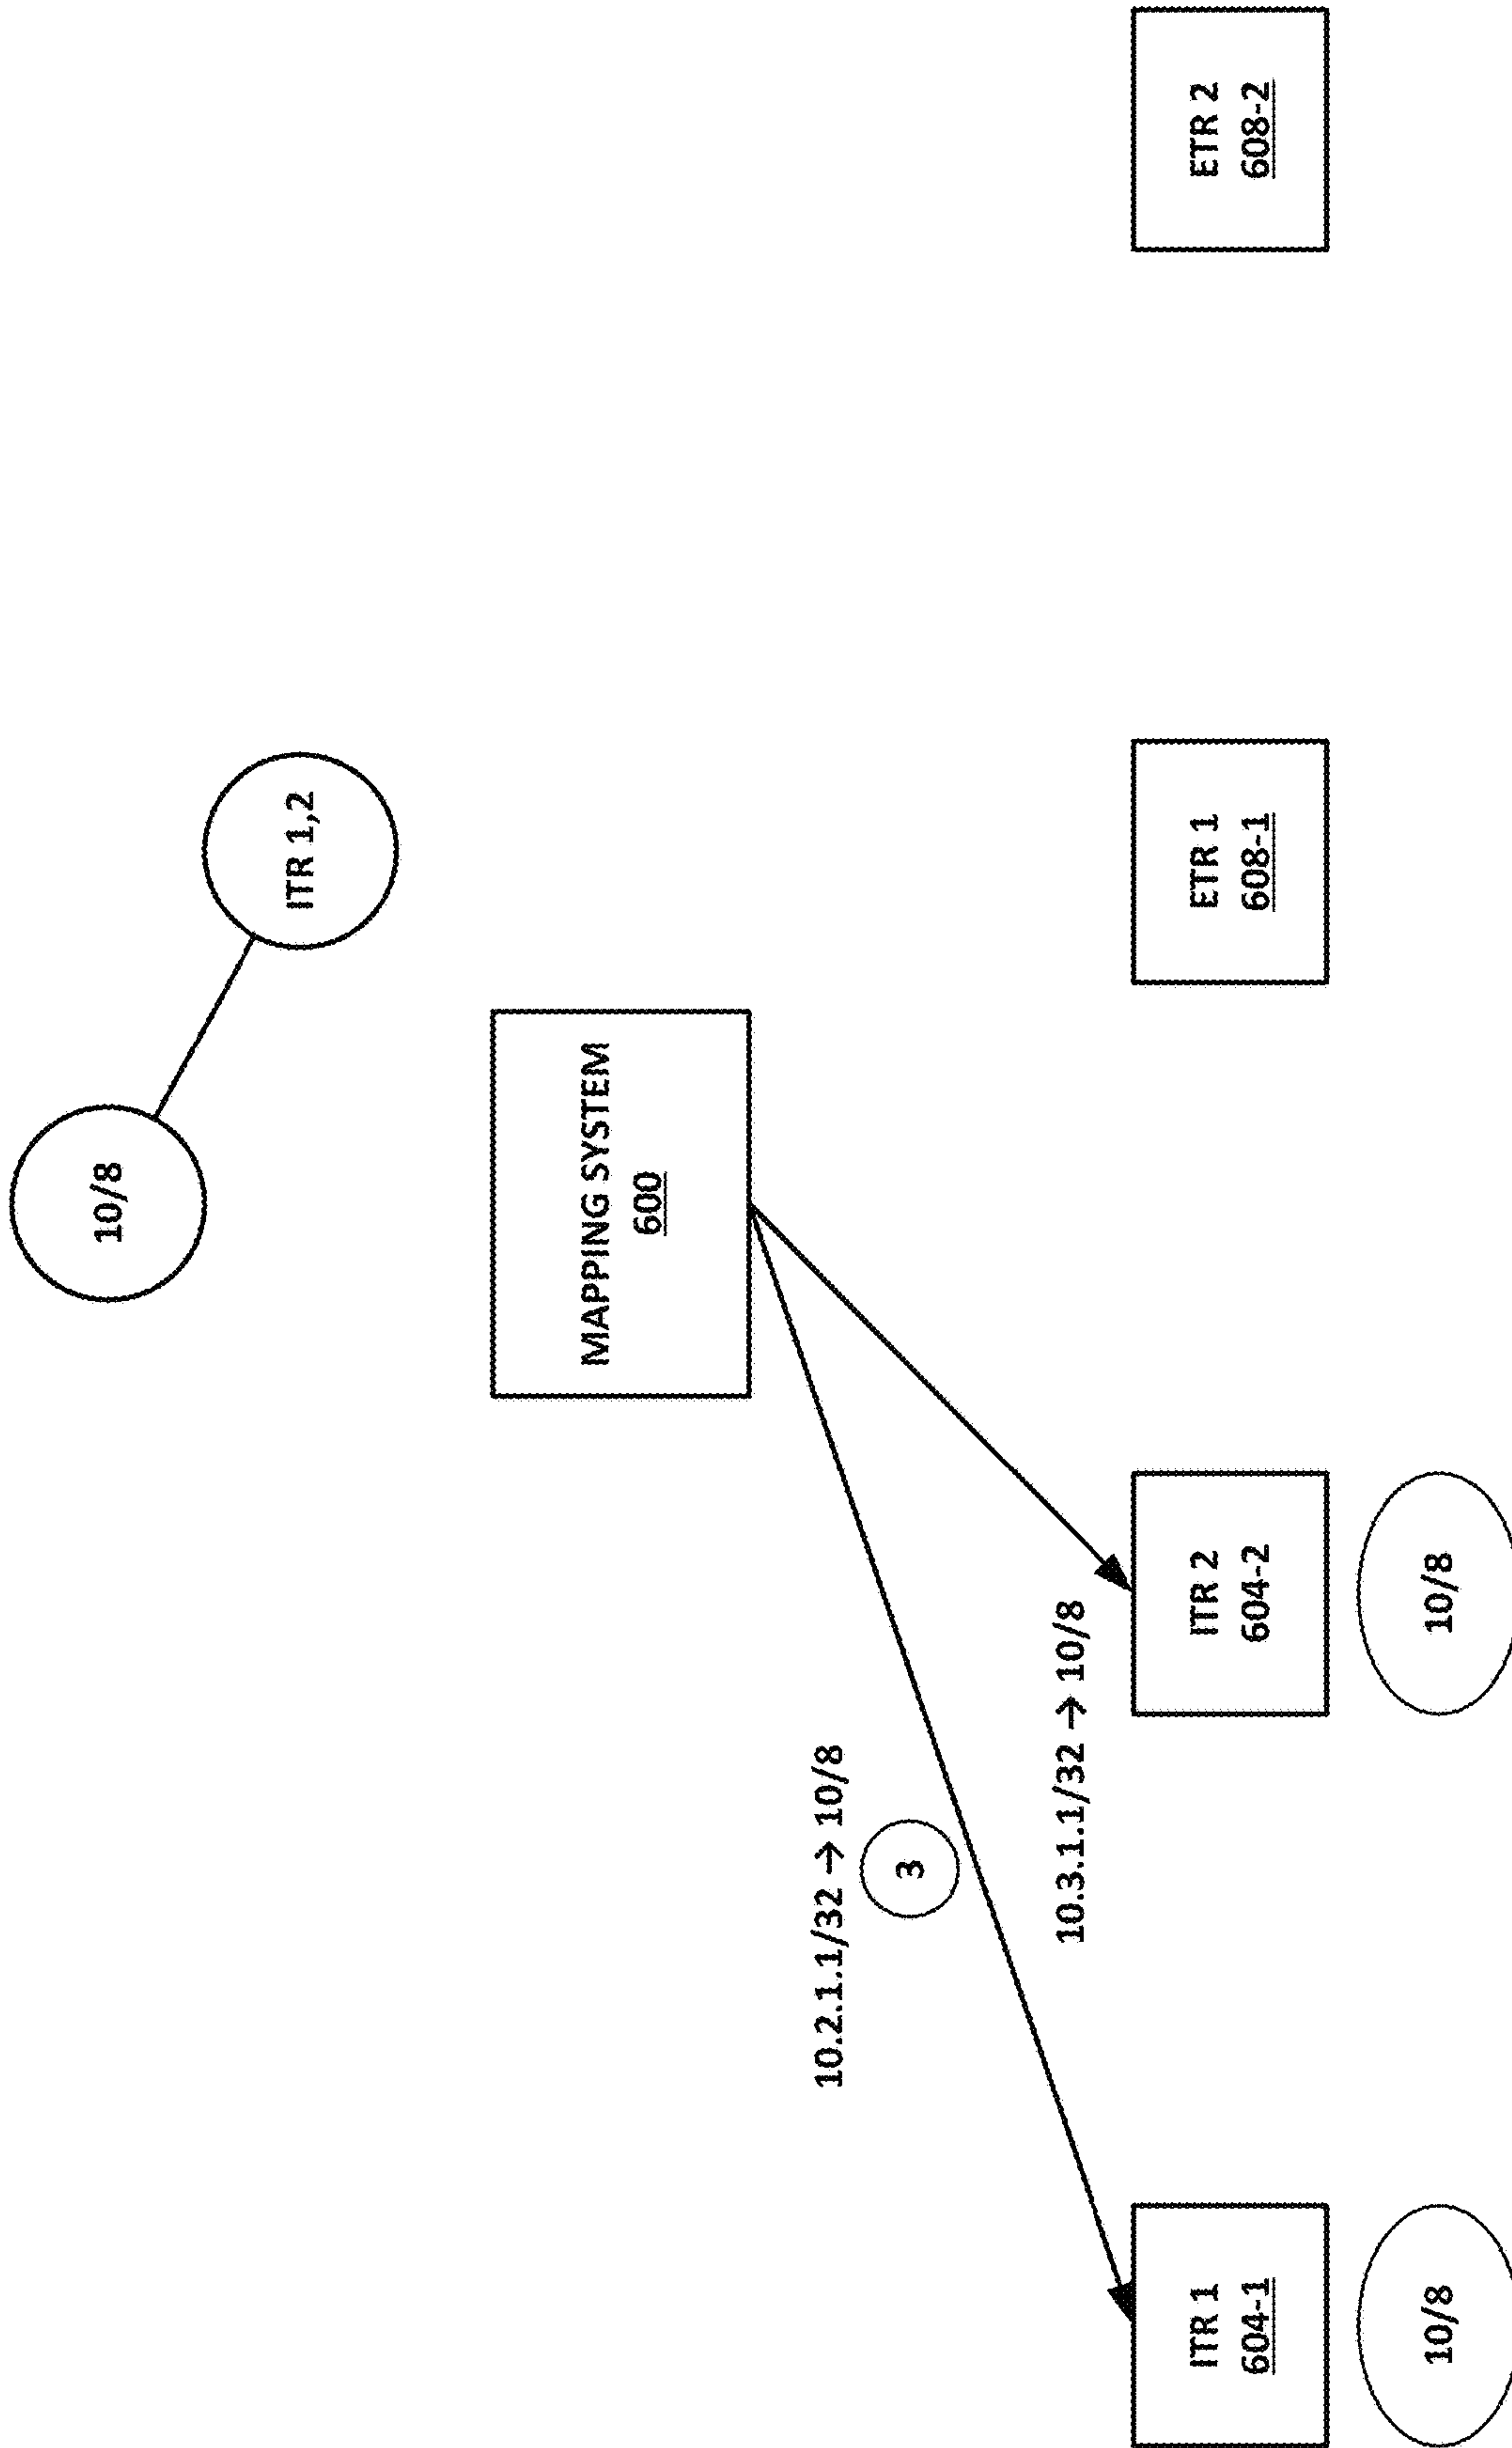 10/8
ITR 1,2
MAPPING SYSTEM
600
10.2.1.1/32 → 10/8
3
10.3.1.1/32 → 10/8
ITR 1
604-1
ITR 2
604-2
ETR 1
608-1
ETR 2
608-2
10/8
10/8